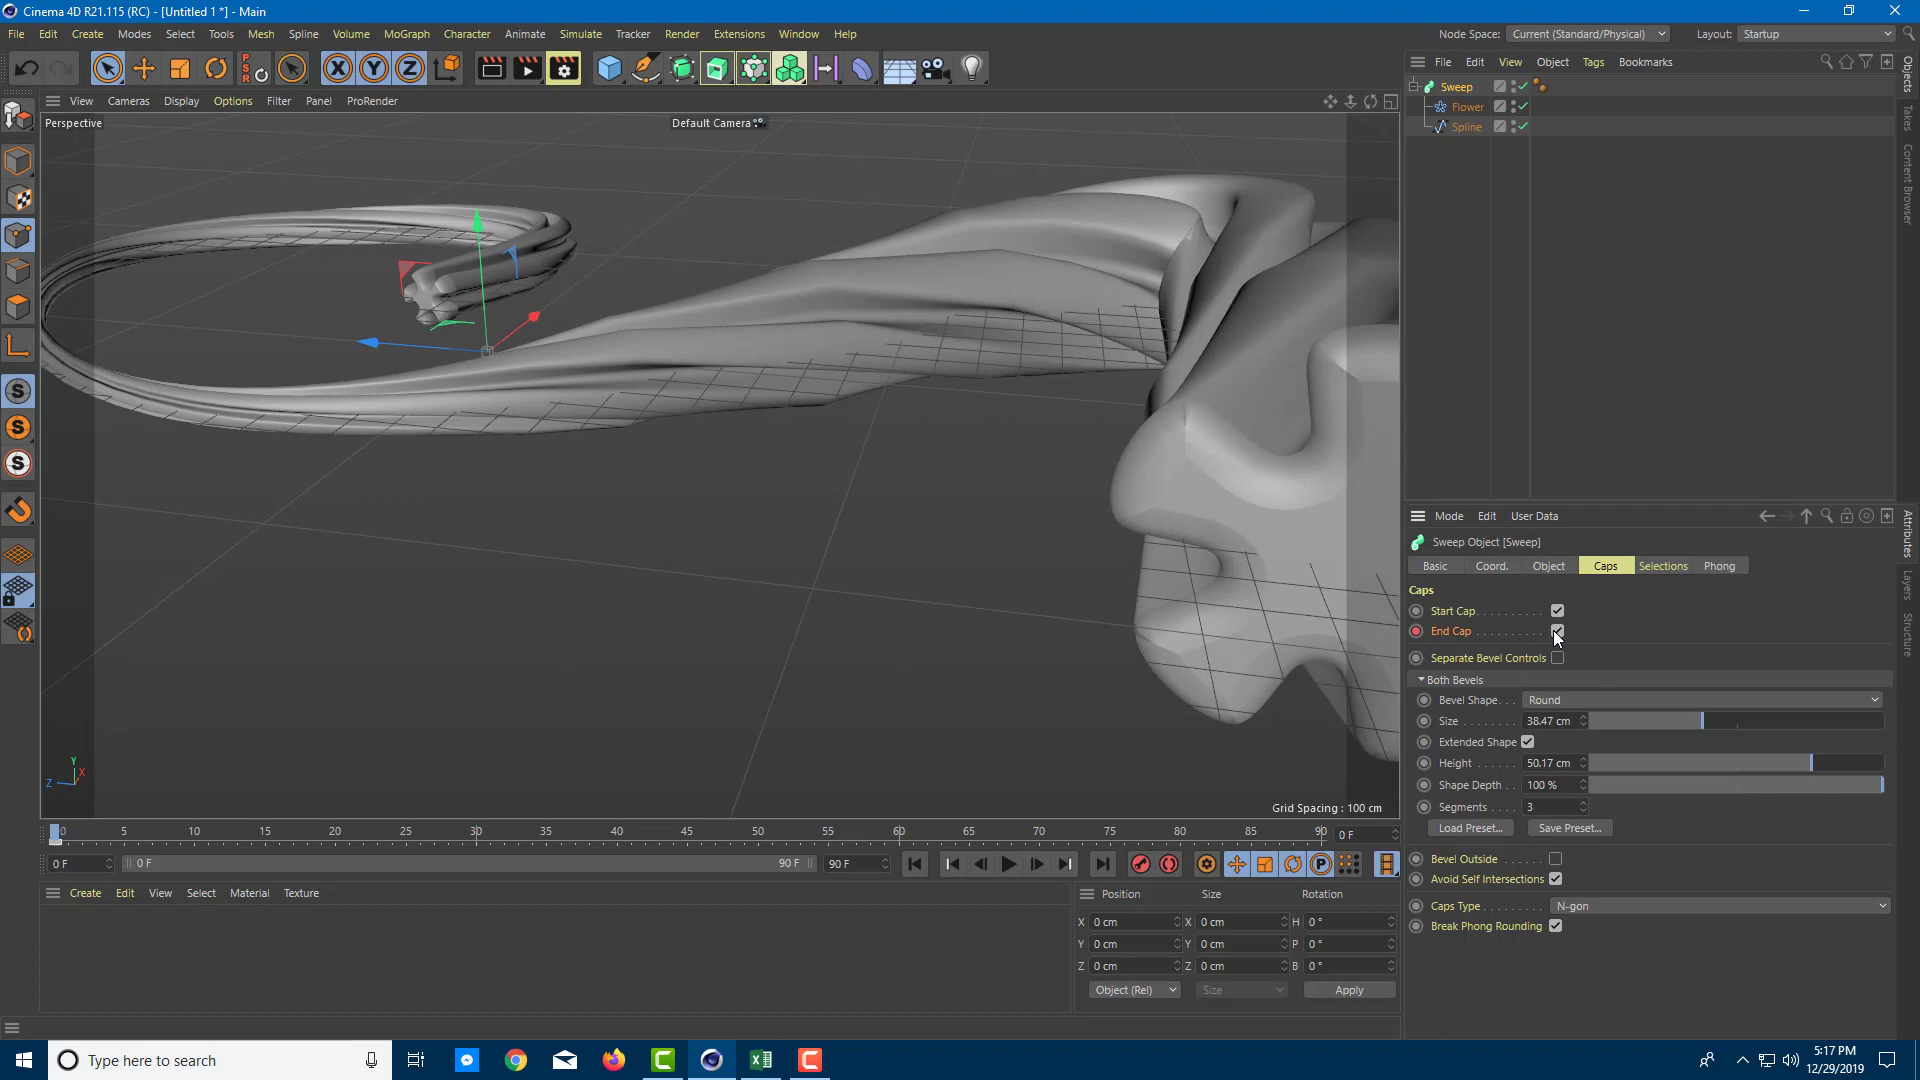 Cinema 4D R21.115 (RC) - [Untitled 1 *] - Main
File Edit Create Modes Select Tools Mesh Spline Volume MoGraph Character Animate Simulate Tracker Render Extensions Window Help
Node Space: Current (Standard/Physical) Layout: Startup
X Y Z
P S R
File Edit View Object Tags Bookmarks
View Cameras Display Options Filter Panel ProRender
Perspective
Default Camera
Sweep
Flower
Spline
Objects
Takes
Content Browser
Attributes
Layers
Structure
S
S
S
Mode Edit User Data
Sweep Object [Sweep]
Basic Coord. Object Caps Selections Phong
Caps
Start Cap
End Cap
Separate Bevel Controls
Both Bevels
Bevel Shape Round
Size 38.47 cm
Extended Shape
Height 50.17 cm
Shape Depth 100 %
Segments 3
Load Preset... Save Preset...
Bevel Outside
Avoid Self Intersections
Caps Type N-gon
Break Phong Rounding
Y
X
Z
Grid Spacing : 100 cm
0 5 10 15 20 25 30 35 40 45 50 55 60 65 70 75 80 85 90 0 F
0 F 0 F 90 F 90 F
P
Create Edit View Select Material Texture
Position Size Rotation
X 0 cm X 0 cm H 0 °
Y 0 cm Y 0 cm P 0 °
Z 0 cm Z 0 cm B 0 °
Object (Rel) Size Apply
Type here to search
5:17 PM
12/29/2019